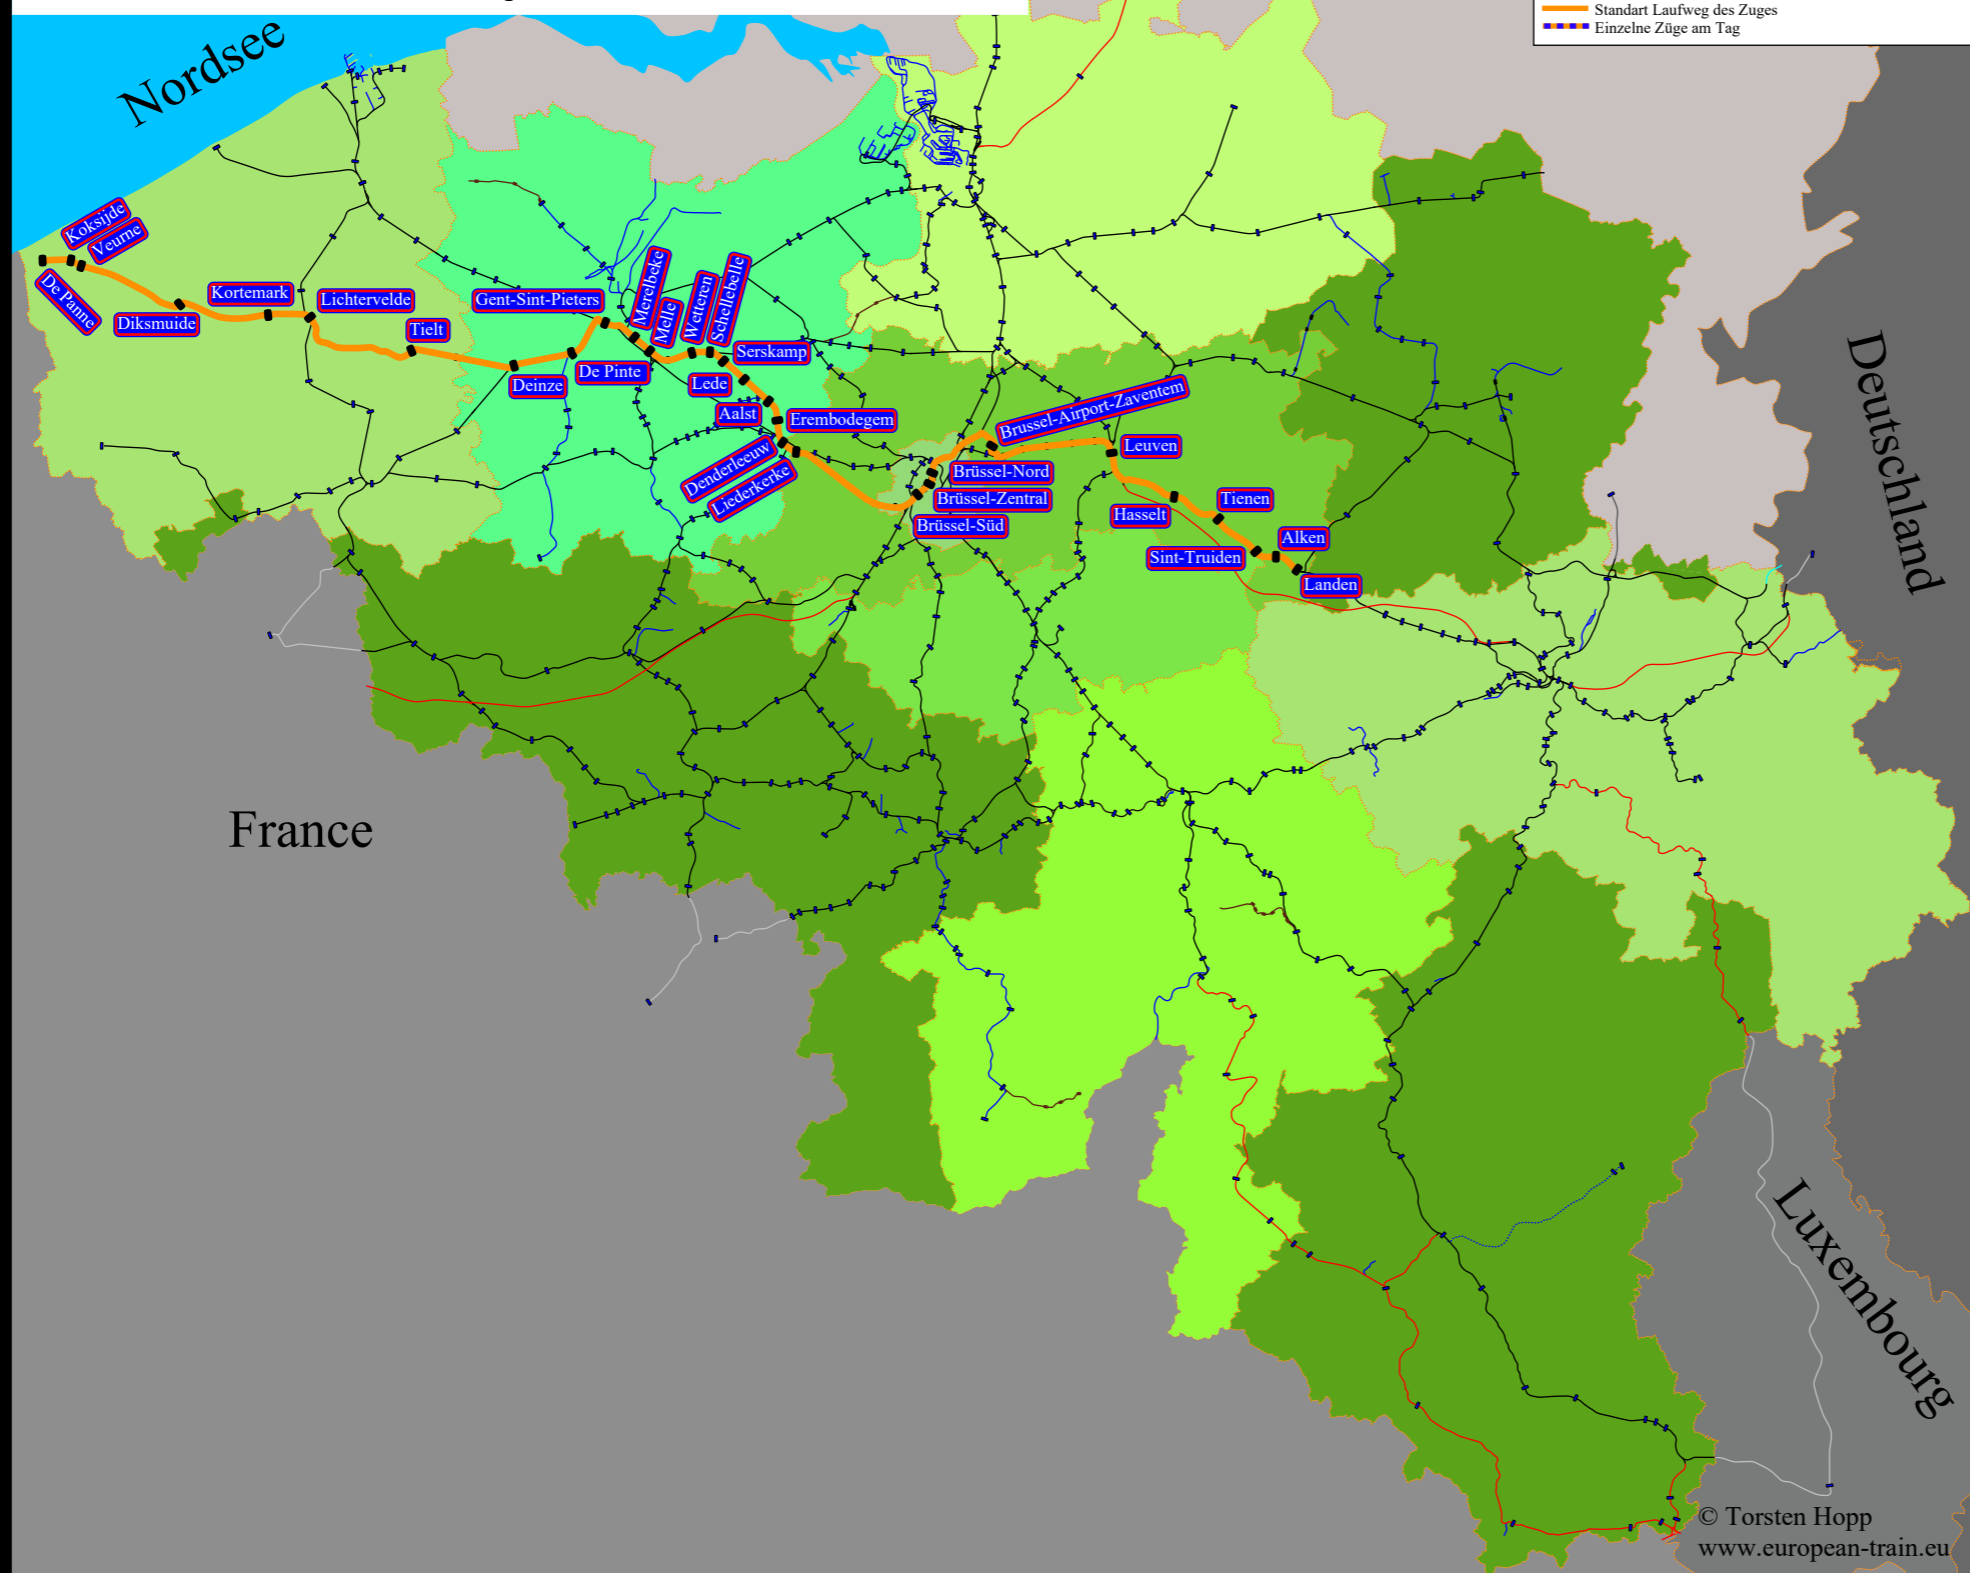 Standart Laufweg des Zuges
Einzelne Züge am Tag
Nordsee
Koksijde
Veurne
De Panne
Diksmuide
Kortemark
Lichtervelde
Tielt
Deinze
De Pinte
Gent-Sint-Pieters
Merelbeke
Melle
Wetteren
Schellebelle
Serskamp
Lede
Aalst
Erembodegem
Denderleeuw
Liederkerke
Brussel-Airport-Zaventem
Brüssel-Nord
Brüssel-Zentral
Brüssel-Süd
Leuven
Hasselt
Tienen
Sint-Truiden
Alken
Landen
Deutschland
France
Luxembourg
© Torsten Hopp
www.european-train.eu